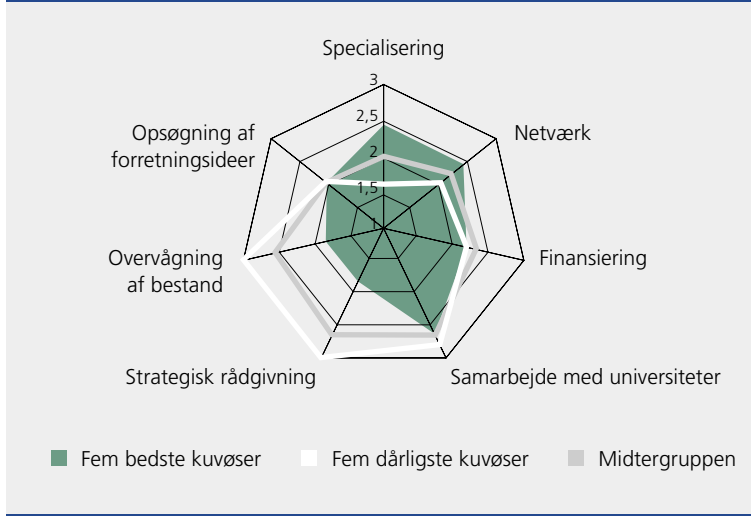 Specialisering
3
2,5
2
1,5
1
Opsøgning af
forretningsideer
Netværk
Overvågning
af bestand
Finansiering
Strategisk rådgivning
Samarbejde med universiteter
Fem bedste kuvøser
Fem dårligste kuvøser
Midtergruppen